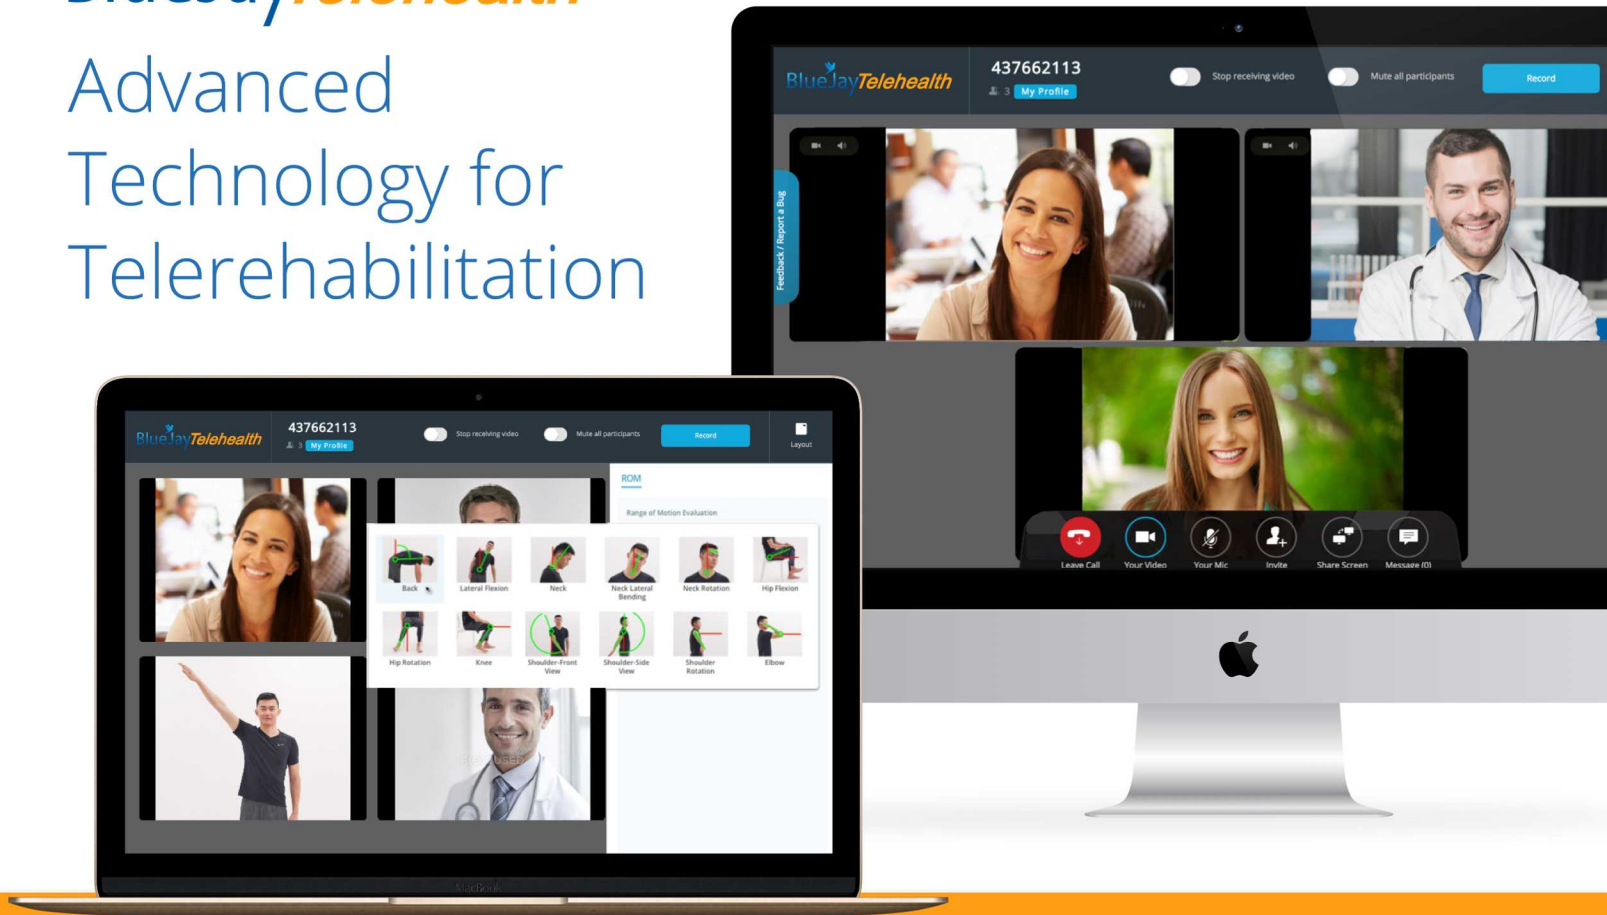 BlueJayTelehealth
Advanced
Technology for
Telerehabilitation
BlueJayTelehealth
437662113
3 My Profile
Stop receiving video
Mute all participants
Record
Feedback / Report a Bug
Leave Call
Your Video
Your Mic
Invite
Share Screen
Message (0)
BlueJayTelehealth
437662113
3 My Profile
Stop receiving video
Mute all participants
Record
Layout
ROM
Range of Motion Evaluation
Back
Lateral Flexion
Neck
Neck Lateral
Bending
Neck Rotation
Hip Flexion
Hip Rotation
Knee
Shoulder-Front
View
Shoulder-Side
View
Shoulder
Rotation
Elbow
MacBook